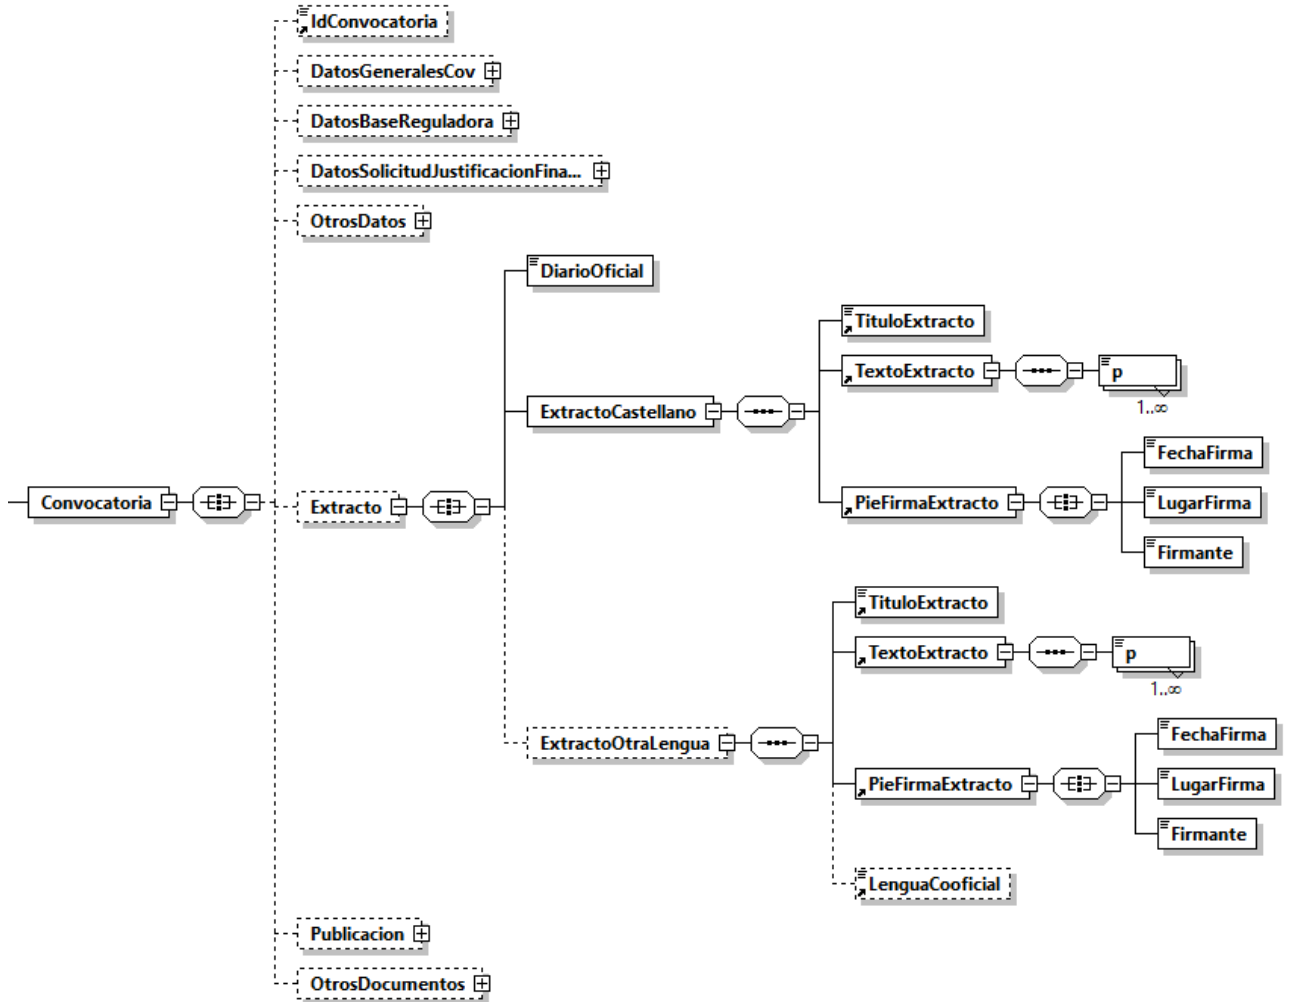 IdConvocatoria
DatosGeneralesCov
DatosBaseReguladora
DatosSolicitudJustificacionFina...
OtrosDatos
DiarioOficial
TituloExtracto
TextoExtracto
p
1..∞
ExtractoCastellano
FechaFirma
Convocatoria
Extracto
PieFirmaExtracto
LugarFirma
Firmante
TituloExtracto
TextoExtracto
p
1..∞
ExtractoOtraLengua
FechaFirma
PieFirmaExtracto
LugarFirma
Firmante
LenguaCooficial
Publicacion
OtrosDocumentos